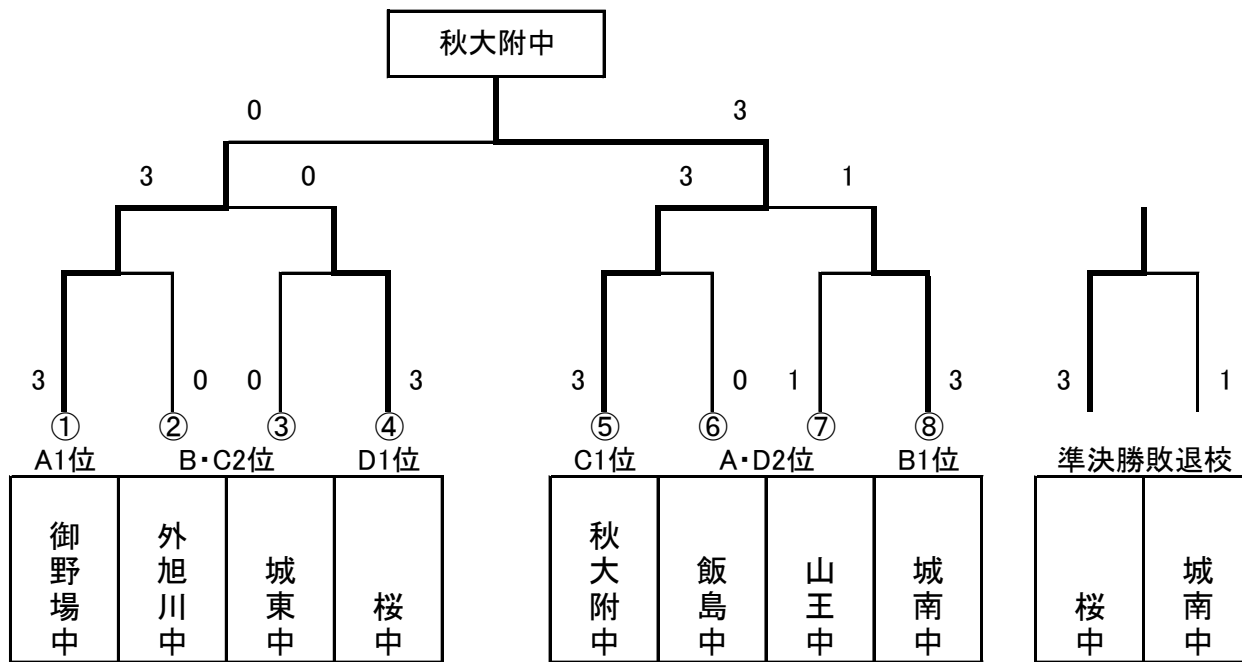 秋大附中
0 3
3 0 3 1
3 0 0 3 3 0 1 3 3 1
① ② ③ ④ ⑤ ⑥ ⑦ ⑧
A1位 B・C2位 D1位 C1位 A・D2位 B1位 準決勝敗退校
御野場中
外旭川中
城東中
桜中
秋大附中
飯島中
山王中
城南中
桜中
城南中